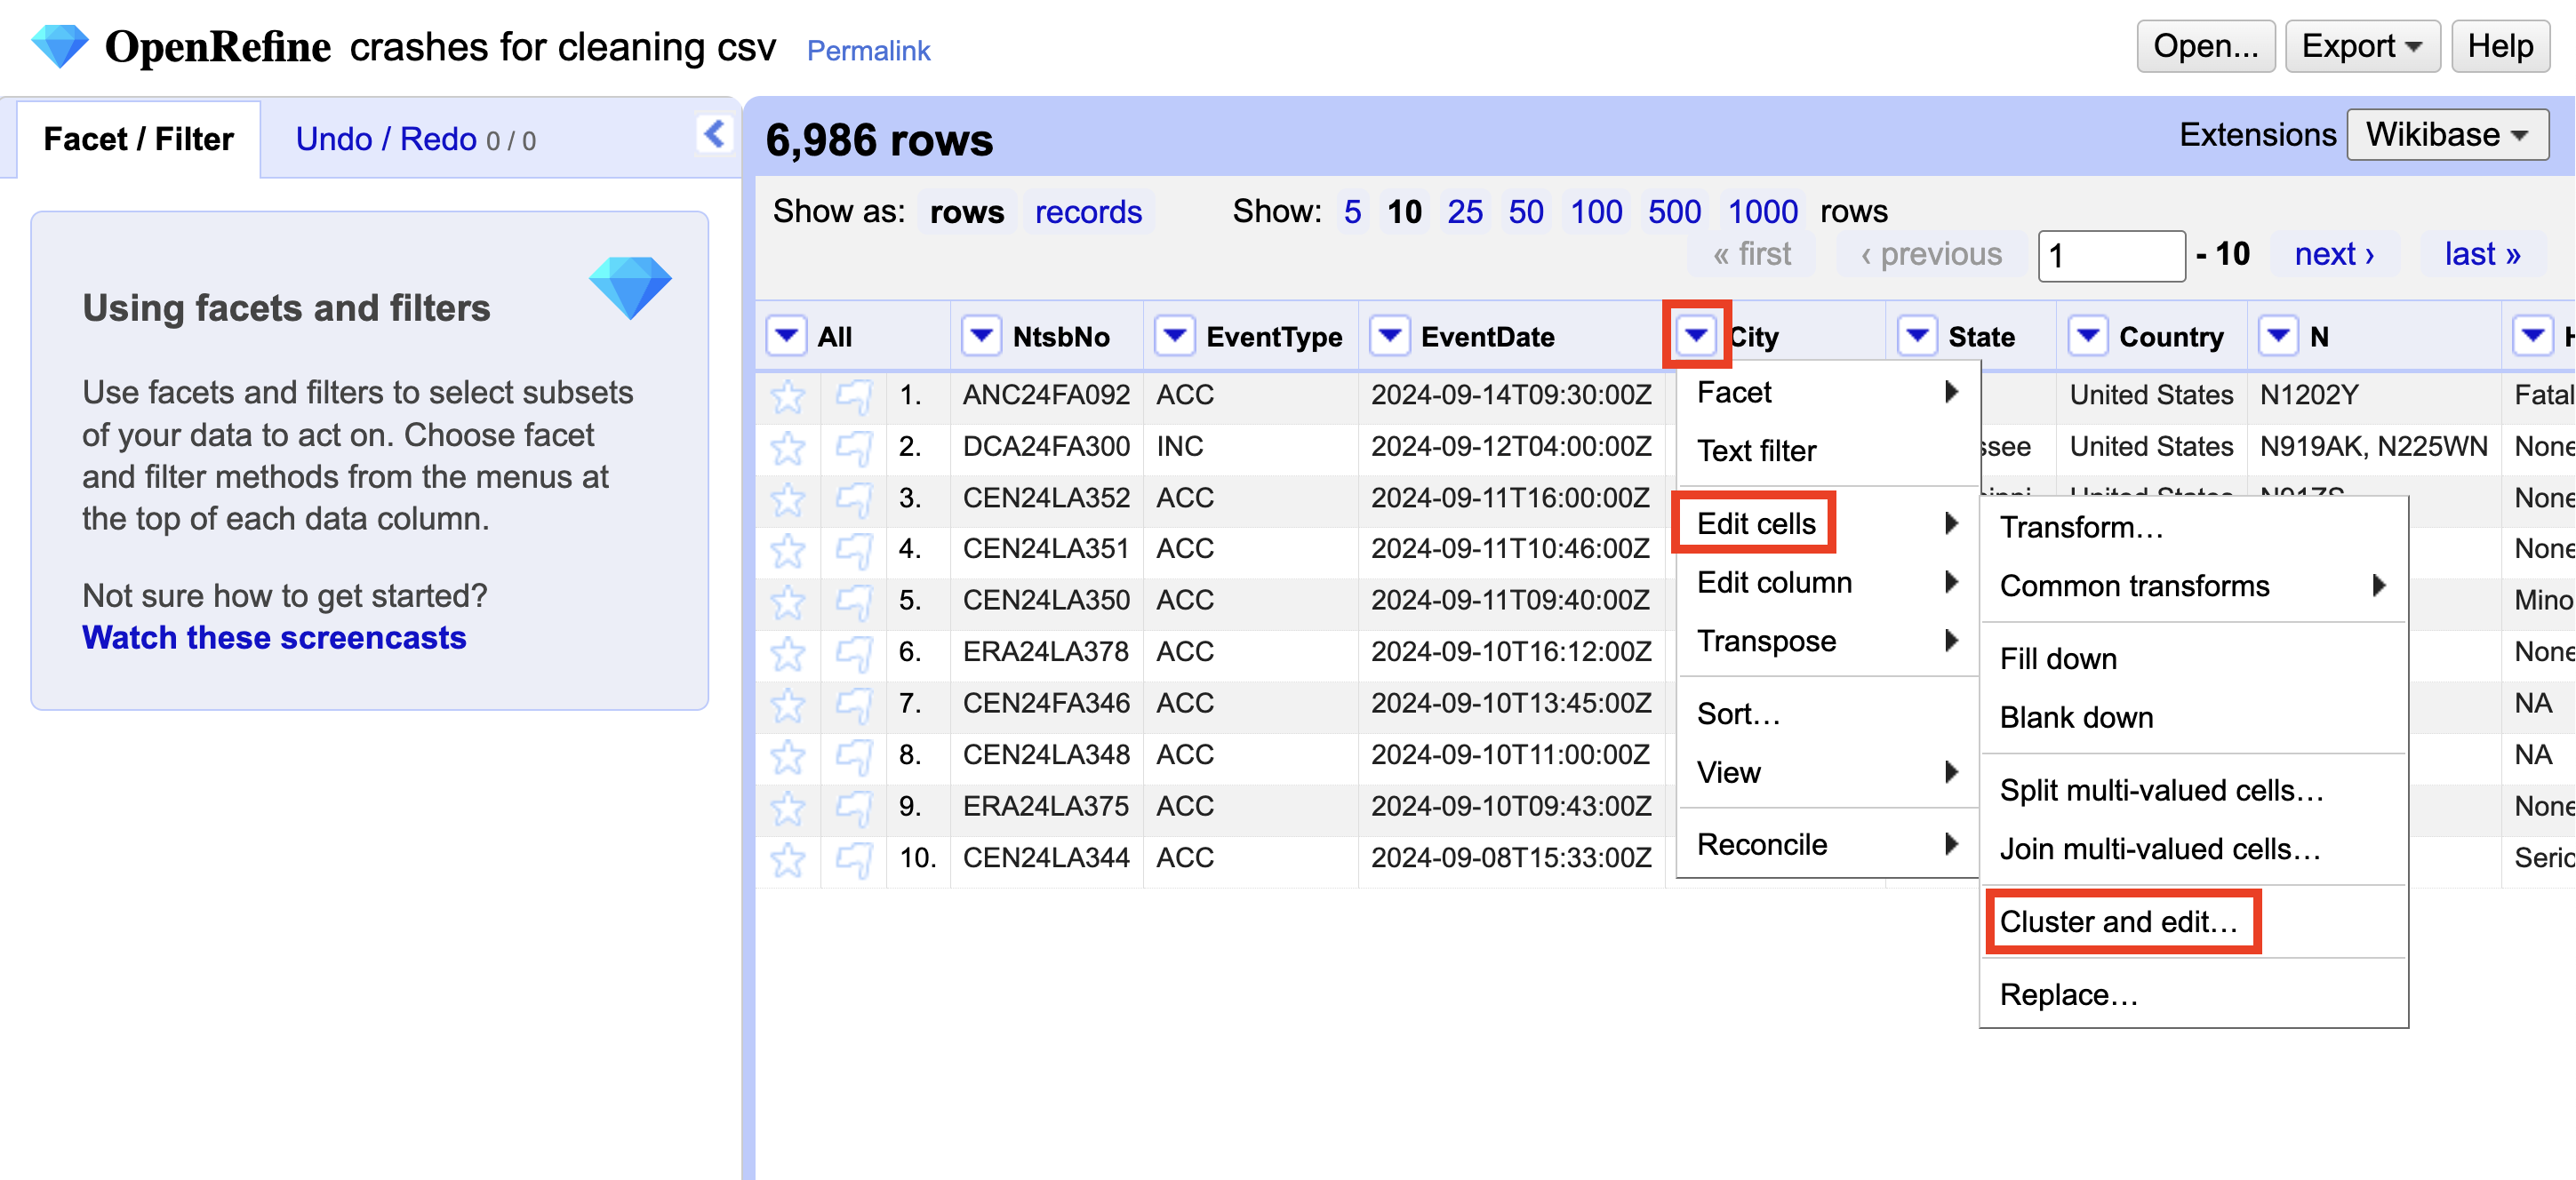 OpenRefine crashes for cleaning csv Permalink Open... Export Help
Facet / Filter Undo / Redo 0 / 0
6,986 rows Extensions Wikibase
Show as: rows records Show: 5 10 25 50 100 500 1000 rows
« first ‹ previous 1 - 10 next › last »
Using facets and filters
Use facets and filters to select subsets
of your data to act on. Choose facet
and filter methods from the menus at
the top of each data column.
Not sure how to get started?
Watch these screencasts
All NtsbNo EventType EventDate City State Country N H
1. ANC24FA092 ACC 2024-09-14T09:30:00Z United States N1202Y Fatal
2. DCA24FA300 INC 2024-09-12T04:00:00Z ssee United States N919AK, N225WN None
3. CEN24LA352 ACC 2024-09-11T16:00:00Z ippi United States N91ZS None
4. CEN24LA351 ACC 2024-09-11T10:46:00Z None
5. CEN24LA350 ACC 2024-09-11T09:40:00Z Mino
6. ERA24LA378 ACC 2024-09-10T16:12:00Z None
7. CEN24FA346 ACC 2024-09-10T13:45:00Z NA
8. CEN24LA348 ACC 2024-09-10T11:00:00Z NA
9. ERA24LA375 ACC 2024-09-10T09:43:00Z None
10. CEN24LA344 ACC 2024-09-08T15:33:00Z Serio
Facet
Text filter
Edit cells
Edit column
Transpose
Sort…
View
Reconcile
Transform…
Common transforms
Fill down
Blank down
Split multi-valued cells…
Join multi-valued cells…
Cluster and edit…
Replace…